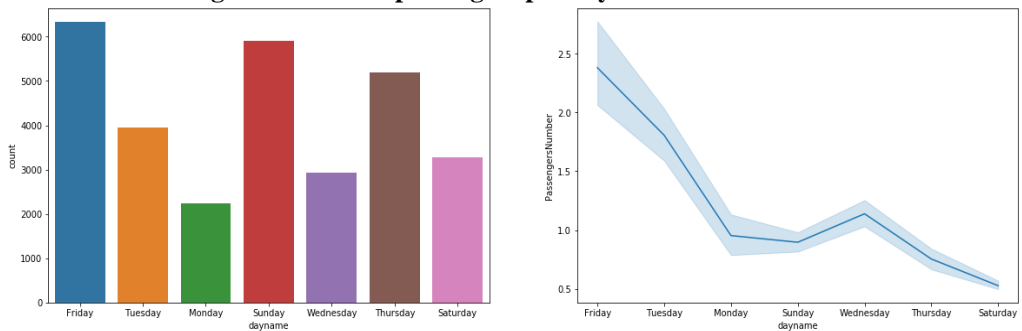 6000
5000
4000
3000
2000
1000
0
count
Friday
Tuesday
Monday
Sunday
Wednesday
Thursday
Saturday
dayname
2.5
2.0
1.5
1.0
0.5
PassengersNumber
Friday
Tuesday
Monday
Sunday
Wednesday
Thursday
Saturday
dayname